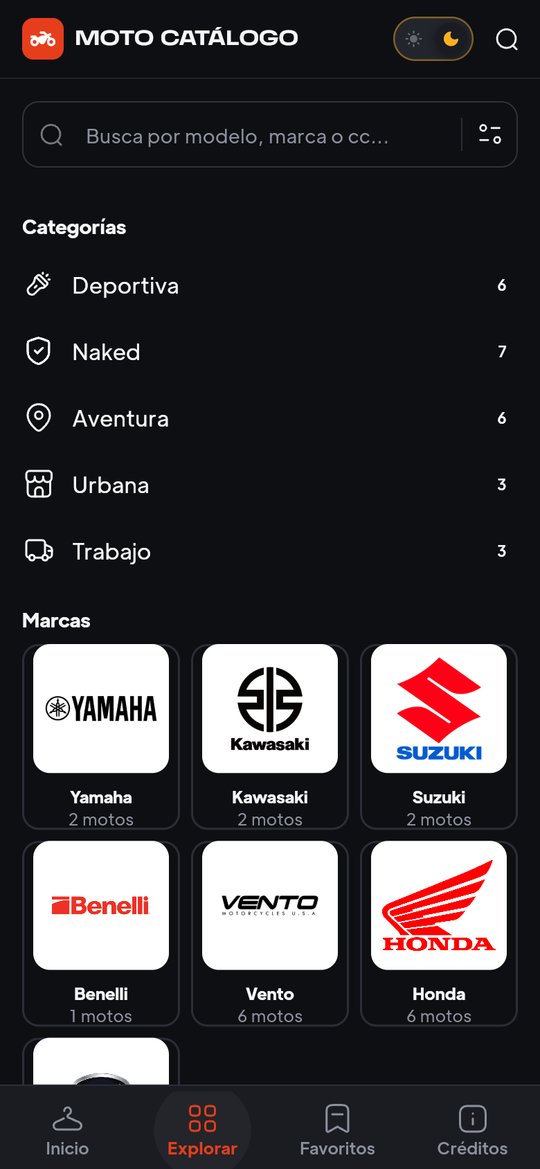 MOTO CATÁLOGO
Busca por modelo, marca o cc...
Categorías
Deportiva 6
Naked 7
Aventura 6
Urbana 3
Trabajo 3
Marcas
YAMAHA
Kawasaki
SUZUKI
Yamaha
Kawasaki
Suzuki
2 motos
2 motos
2 motos
Benelli
VENTO
MOTORCYCLES U.S.A
HONDA
Benelli
Vento
Honda
1 motos
6 motos
6 motos
Inicio
Explorar
Favoritos
Créditos